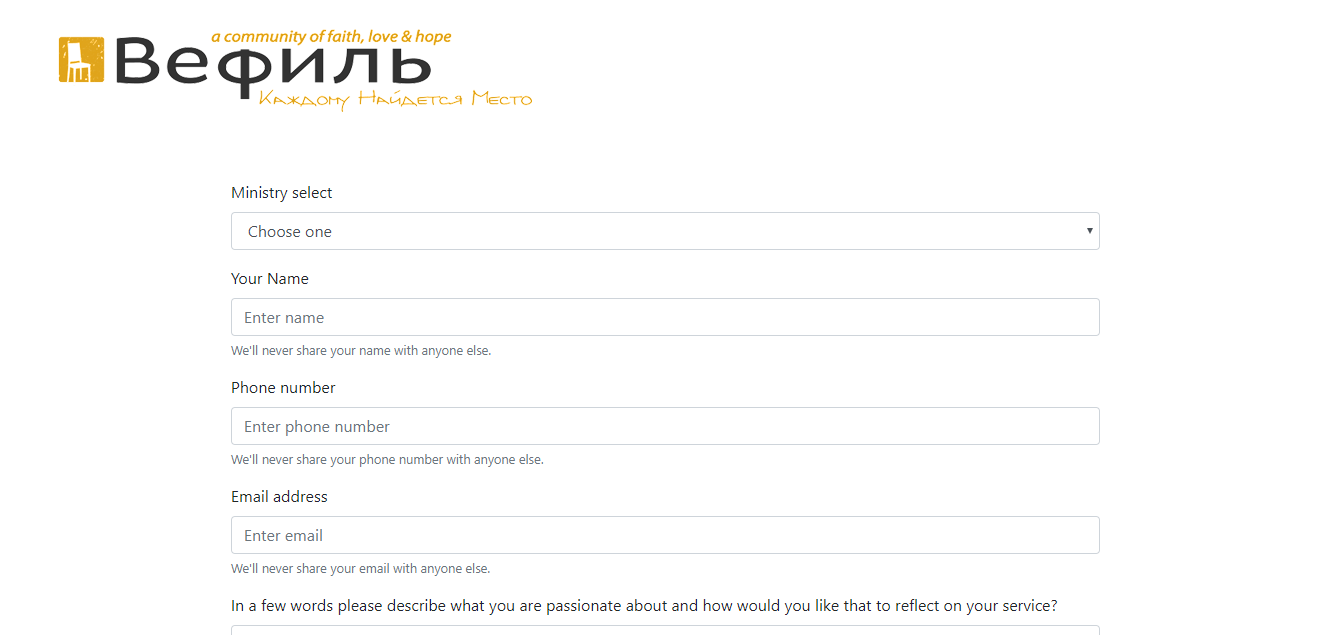 a community of faith, love & hope
Вефиль
Каждому Найдется Место
Ministry select
Choose one
Your Name
Enter name
We'll never share your name with anyone else.
Phone number
Enter phone number
We'll never share your phone number with anyone else.
Email address
Enter email
We'll never share your email with anyone else.
In a few words please describe what you are passionate about and how would you like that to reflect on your service?